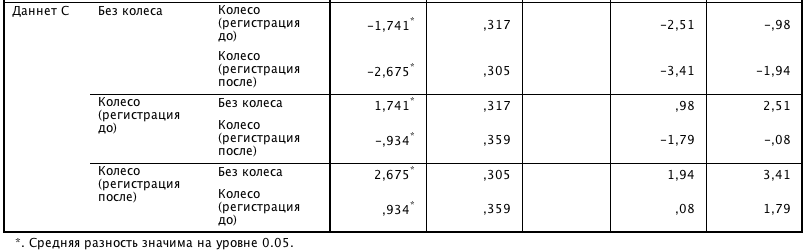 Даннет C Без колеса Колесо (регистрация до) –1,741* ,317 –2,51 –,98
Колесо (регистрация после) –2,675* ,305 –3,41 –1,94
Колесо (регистрация до) Без колеса 1,741* ,317 ,98 2,51
Колесо (регистрация после) –,934* ,359 –1,79 –,08
Колесо (регистрация после) Без колеса 2,675* ,305 1,94 3,41
Колесо (регистрация до) ,934* ,359 ,08 1,79
*. Средняя разность значима на уровне 0.05.